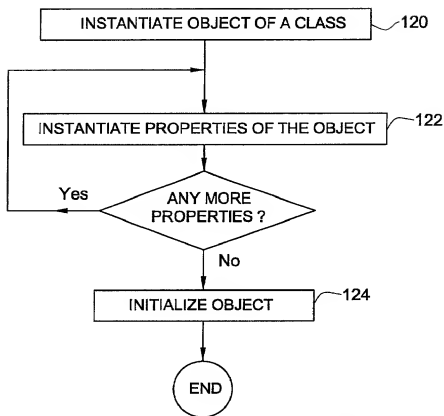 INSTANTIATE OBJECT OF A CLASS
120
INSTANTIATE PROPERTIES OF THE OBJECT
122
Yes
ANY MORE
PROPERTIES ?
No
INITIALIZE OBJECT
124
END